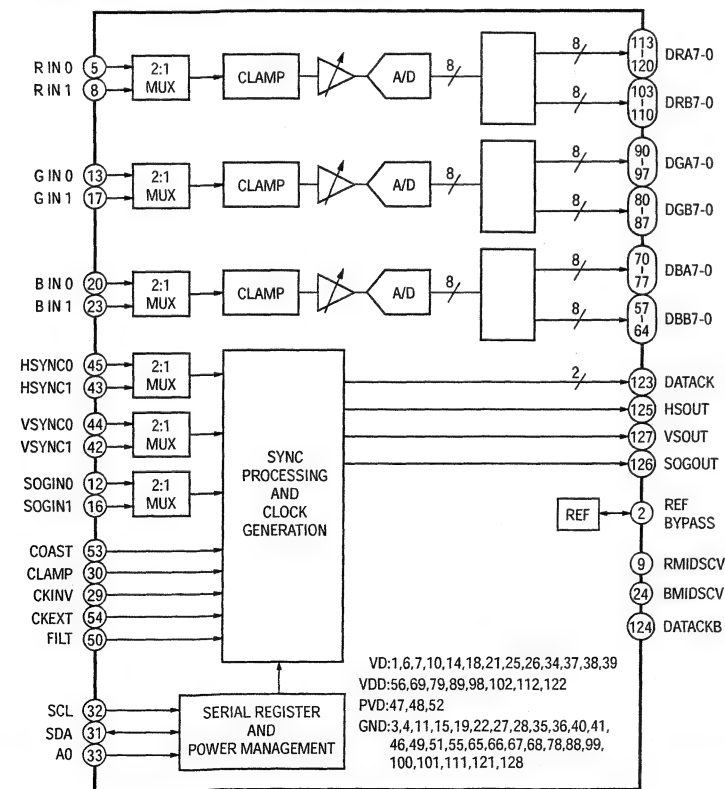 R IN 0 5 2:1 MUX CLAMP A/D 8 8 113 120 DRA7-0
R IN 1 8 8 103 110 DRB7-0
G IN 0 13 2:1 MUX CLAMP A/D 8 8 90 97 DGA7-0
G IN 1 17 8 80 87 DGB7-0
B IN 0 20 2:1 MUX CLAMP A/D 8 8 70 77 DBA7-0
B IN 1 23 8 57 64 DBB7-0
HSYNC0 45 2:1 MUX
HSYNC1 43
VSYNC0 44 2:1 MUX
VSYNC1 42
SOGIN0 12 2:1 MUX
SOGIN1 16
COAST 53
CLAMP 30
CKINV 29
CKEXT 54
FILT 50
SYNC
PROCESSING
AND
CLOCK
GENERATION
2 123 DATACK
125 HSOUT
127 VSOUT
126 SOGOUT
REF 2 REF
BYPASS
9 RMIDSCV
24 BMIDSCV
124 DATACKB
SCL 32
SDA 31
A0 33
SERIAL REGISTER
AND
POWER MANAGEMENT
VD:1,6,7,10,14,18,21,25,26,34,37,38,39
VDD:56,69,79,89,98,102,112,122
PVD:47,48,52
GND:3,4,11,15,19,22,27,28,35,36,40,41,
46,49,51,55,65,66,67,68,78,88,99,
100,101,111,121,128